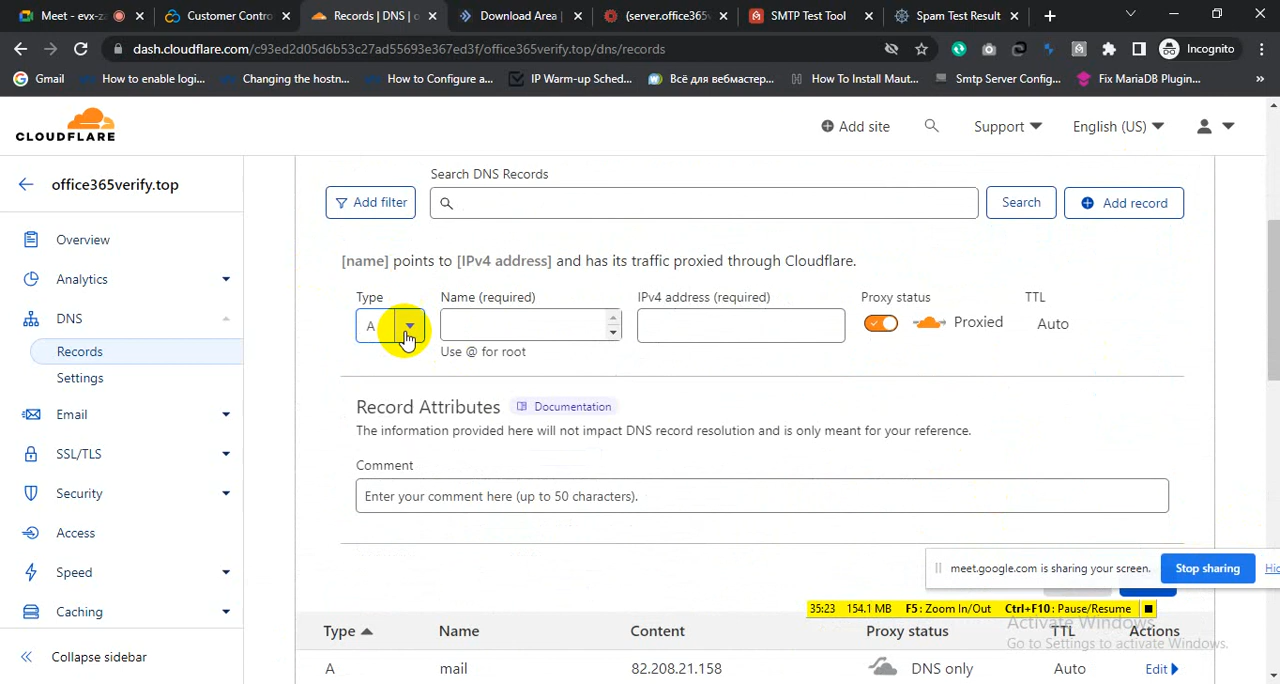 Meet - evx-z
Customer Contro
Records | DNS |
Download Area |
(server.office365
SMTP Test Tool
Spam Test Result
dash.cloudflare.com/c93ed2d05d6b53c27ad55693e367ed3f/office365verify.top/dns/records
Incognito
Gmail
How to enable logi...
Changing the hostn...
How to Configure a...
IP Warm-up Sched...
Всё для вебмастер...
How To Install Maut...
Smtp Server Config...
Fix MariaDB Plugin...
CLOUDFLARE
Add site
Support
English (US)
office365verify.top
Search DNS Records
Add filter
Search
Add record
Overview
[name] points to [IPv4 address] and has its traffic proxied through Cloudflare.
Analytics
Type
Name (required)
IPv4 address (required)
Proxy status
TTL
DNS
A
Proxied
Auto
Records
Use @ for root
Settings
Email
Record Attributes
Documentation
The information provided here will not impact DNS record resolution and is only meant for your reference.
SSL/TLS
Comment
Security
Enter your comment here (up to 50 characters).
Access
Speed
meet.google.com is sharing your screen.
Stop sharing
Caching
35:23 154.1 MB F5: Zoom In/Out Ctrl+F10: Pause/Resume
Activate Windows
Go to Settings to activate Windows.
Type
Name
Content
Proxy status
TTL
Actions
Collapse sidebar
A
mail
82.208.21.158
DNS only
Auto
Edit